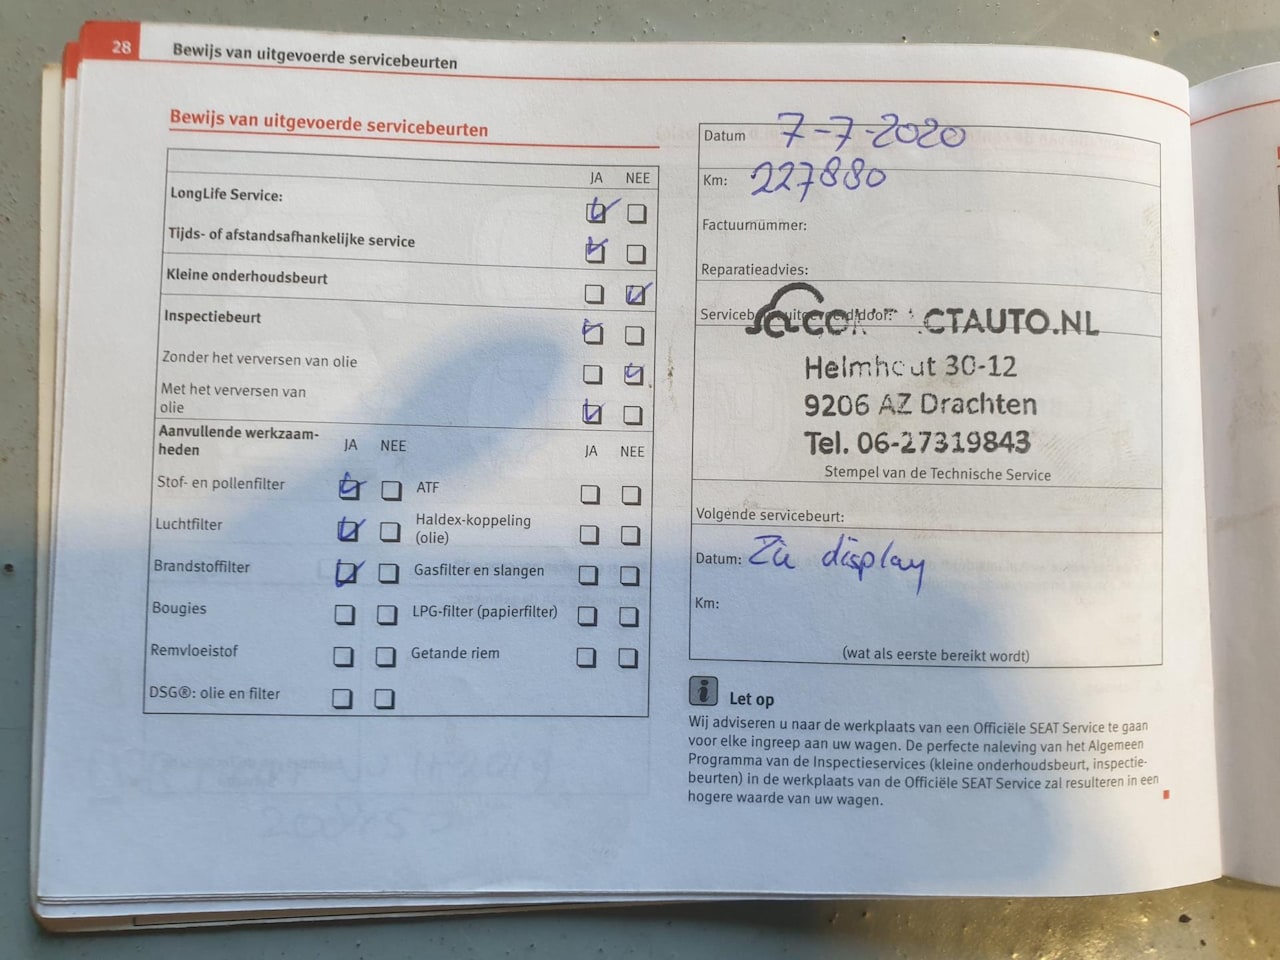 28 Bewijs van uitgevoerde servicebeurten
Bewijs van uitgevoerde servicebeurten
JA NEE
LongLife Service:
Tijds- of afstandsafhankelijke service
Kleine onderhoudsbeurt
Inspectiebeurt
Zonder het verversen van olie
Met het verversen van
olie
Aanvullende werkzaam-
heden
JA NEE
JA NEE
Stof- en pollenfilter
ATF
Luchtfilter
Haldex-koppeling
(olie)
Brandstoffilter
Gasfilter en slangen
Bougies
LPG-filter (papierfilter)
Remvloeistof
Getande riem
DSG®: olie en filter
Datum 7-7-2020
Km: 227880
Factuurnummer:
Reparatieadvies:
Serviceb uitgevoerd door:
CTAUTO.NL
Helmhout 30-12
9206 AZ Drachten
Tel. 06-27319843
Stempel van de Technische Service
Volgende servicebeurt:
Datum: Zie display
Km:
(wat als eerste bereikt wordt)
i Let op
Wij adviseren u naar de werkplaats van een Officiële SEAT Service te gaan
voor elke ingreep aan uw wagen. De perfecte naleving van het Algemeen
Programma van de Inspectieservices (kleine onderhoudsbeurt, inspectie-
beurten) in de werkplaats van de Officiële SEAT Service zal resulteren in een
hogere waarde van uw wagen.